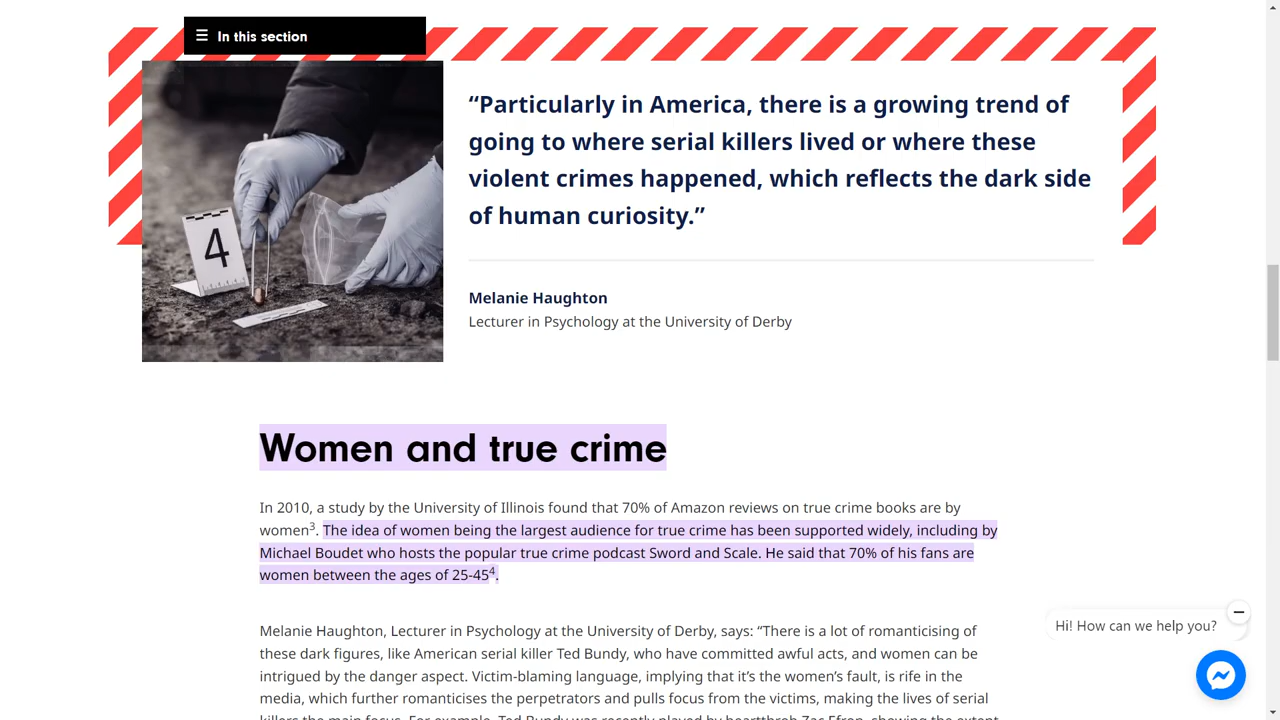 ☰ In this section
“Particularly in America, there is a growing trend of
going to where serial killers lived or where these
violent crimes happened, which reflects the dark side
of human curiosity.”
4
Melanie Haughton
Lecturer in Psychology at the University of Derby
Women and true crime
In 2010, a study by the University of Illinois found that 70% of Amazon reviews on true crime books are by
women³. The idea of women being the largest audience for true crime has been supported widely, including by
Michael Boudet who hosts the popular true crime podcast Sword and Scale. He said that 70% of his fans are
women between the ages of 25-45⁴.
Melanie Haughton, Lecturer in Psychology at the University of Derby, says: “There is a lot of romanticising of
these dark figures, like American serial killer Ted Bundy, who have committed awful acts, and women can be
intrigued by the danger aspect. Victim-blaming language, implying that it’s the women’s fault, is rife in the
media, which further romanticises the perpetrators and pulls focus from the victims, making the lives of serial
killers the main focus. For example, Ted Bundy was recently played by heartthrob Zac Efron, showing the extent
Hi! How can we help you?